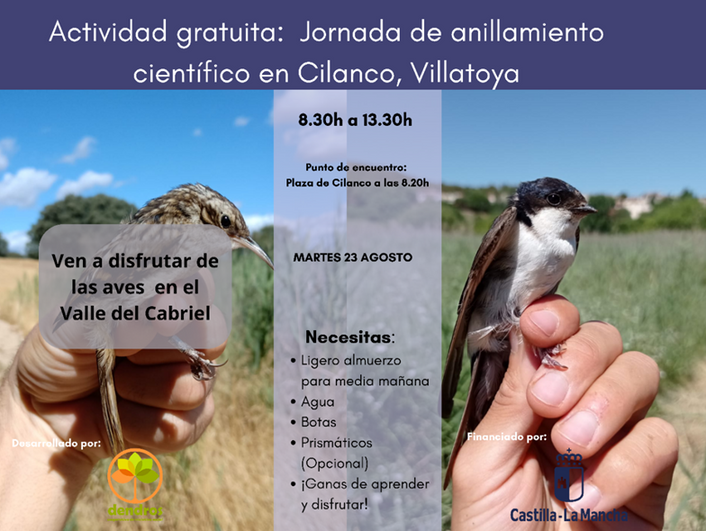 Actividad gratuita: Jornada de anillamiento
científico en Cilanco, Villatoya
8.30h a 13.30h
Punto de encuentro:
Plaza de Cilanco a las 8.20h
Ven a disfrutar de
las aves en el
Valle del Cabriel
MARTES 23 AGOSTO
Necesitas:
• Ligero almuerzo
para media mañana
• Agua
• Botas
• Prismáticos
(Opcional)
• ¡Ganas de aprender
y disfrutar!
Desarrollado por:
dendros
Financiado por:
Castilla-La Mancha